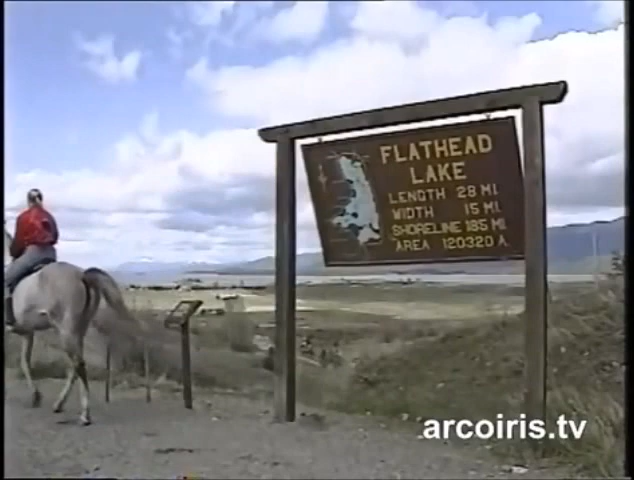 FLATHEAD
LAKE
LENGTH 28 MI.
WIDTH 15 MI.
SHORELINE 185 MI.
AREA 120320 A.
arcoiris.tv